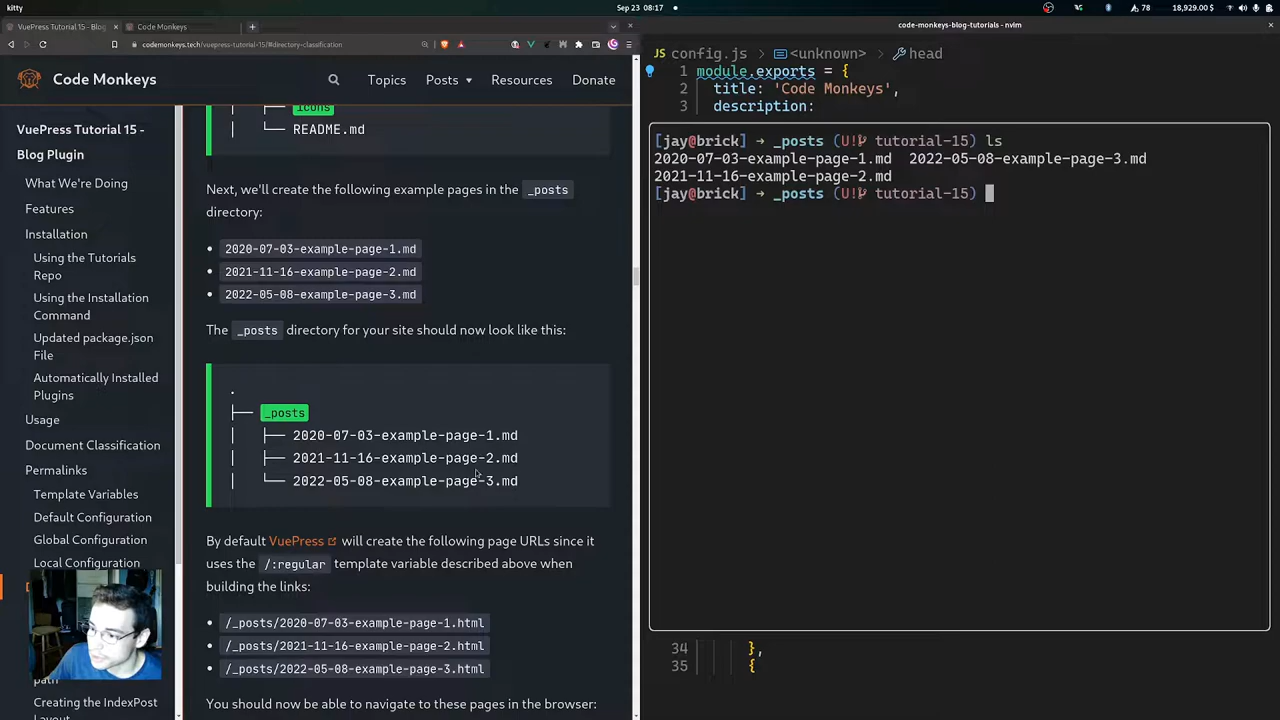 kitty
Sep 23 08:17
78
18,929.00 $
VuePress Tutorial 15 - Blog
Code Monkeys
codemonkeys.tech/vuepress-tutorial-15/#directory-classification
Code Monkeys
Topics
Posts
Resources
Donate
VuePress Tutorial 15 -
Blog Plugin
What We're Doing
Features
Installation
Using the Tutorials
Repo
Using the Installation
Command
Updated package.json
File
Automatically Installed
Plugins
Usage
Document Classification
Permalinks
Template Variables
Default Configuration
Global Configuration
Local Configuration
path
Creating the IndexPost
Layout
│ ├── icons
│ └── README.md
Next, we'll create the following example pages in the _posts
directory:
• 2020-07-03-example-page-1.md
• 2021-11-16-example-page-2.md
• 2022-05-08-example-page-3.md
The _posts directory for your site should now look like this:
.
├── _posts
│ ├── 2020-07-03-example-page-1.md
│ ├── 2021-11-16-example-page-2.md
│ └── 2022-05-08-example-page-3.md
By default VuePress will create the following page URLs since it
uses the /:regular template variable described above when
building the links:
• /_posts/2020-07-03-example-page-1.html
• /_posts/2021-11-16-example-page-2.html
• /_posts/2022-05-08-example-page-3.html
You should now be able to navigate to these pages in the browser:
code-monkeys-blog-tutorials - nvim
JS config.js > <unknown> > head
1 module.exports = {
2 title: 'Code Monkeys',
3 description:
[jay@brick] → _posts (U! tutorial-15) ls
2020-07-03-example-page-1.md 2022-05-08-example-page-3.md
2021-11-16-example-page-2.md
[jay@brick] → _posts (U! tutorial-15)
34 },
35 {